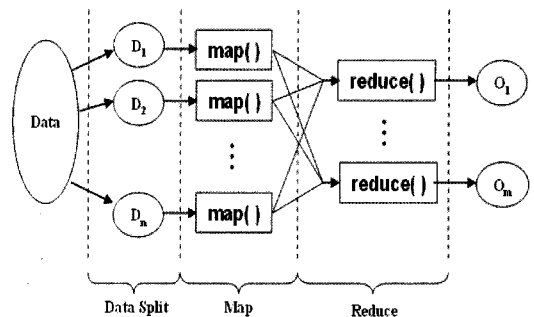 Data
D1
D2
Dn
map( )
map( )
map( )
reduce( )
reduce( )
O1
Om
Data Split
Map
Reduce